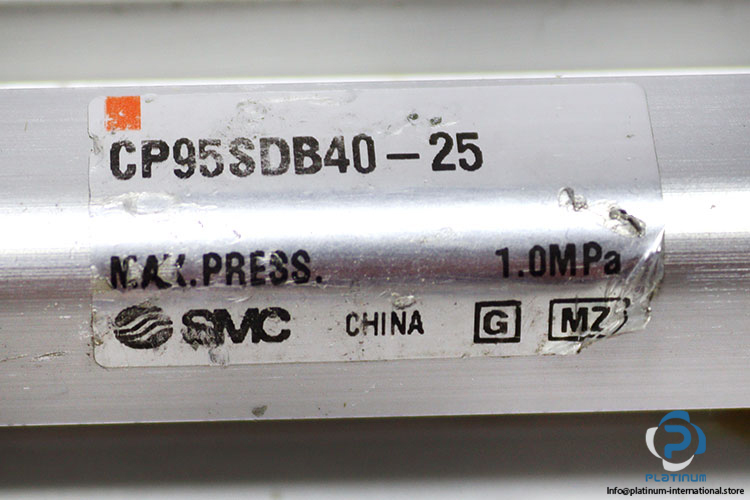 CP95SDB40-25
MAX.PRESS. 1.0MPa
SMC CHINA G MZ
PLATINUM
Info@platinum-international.store